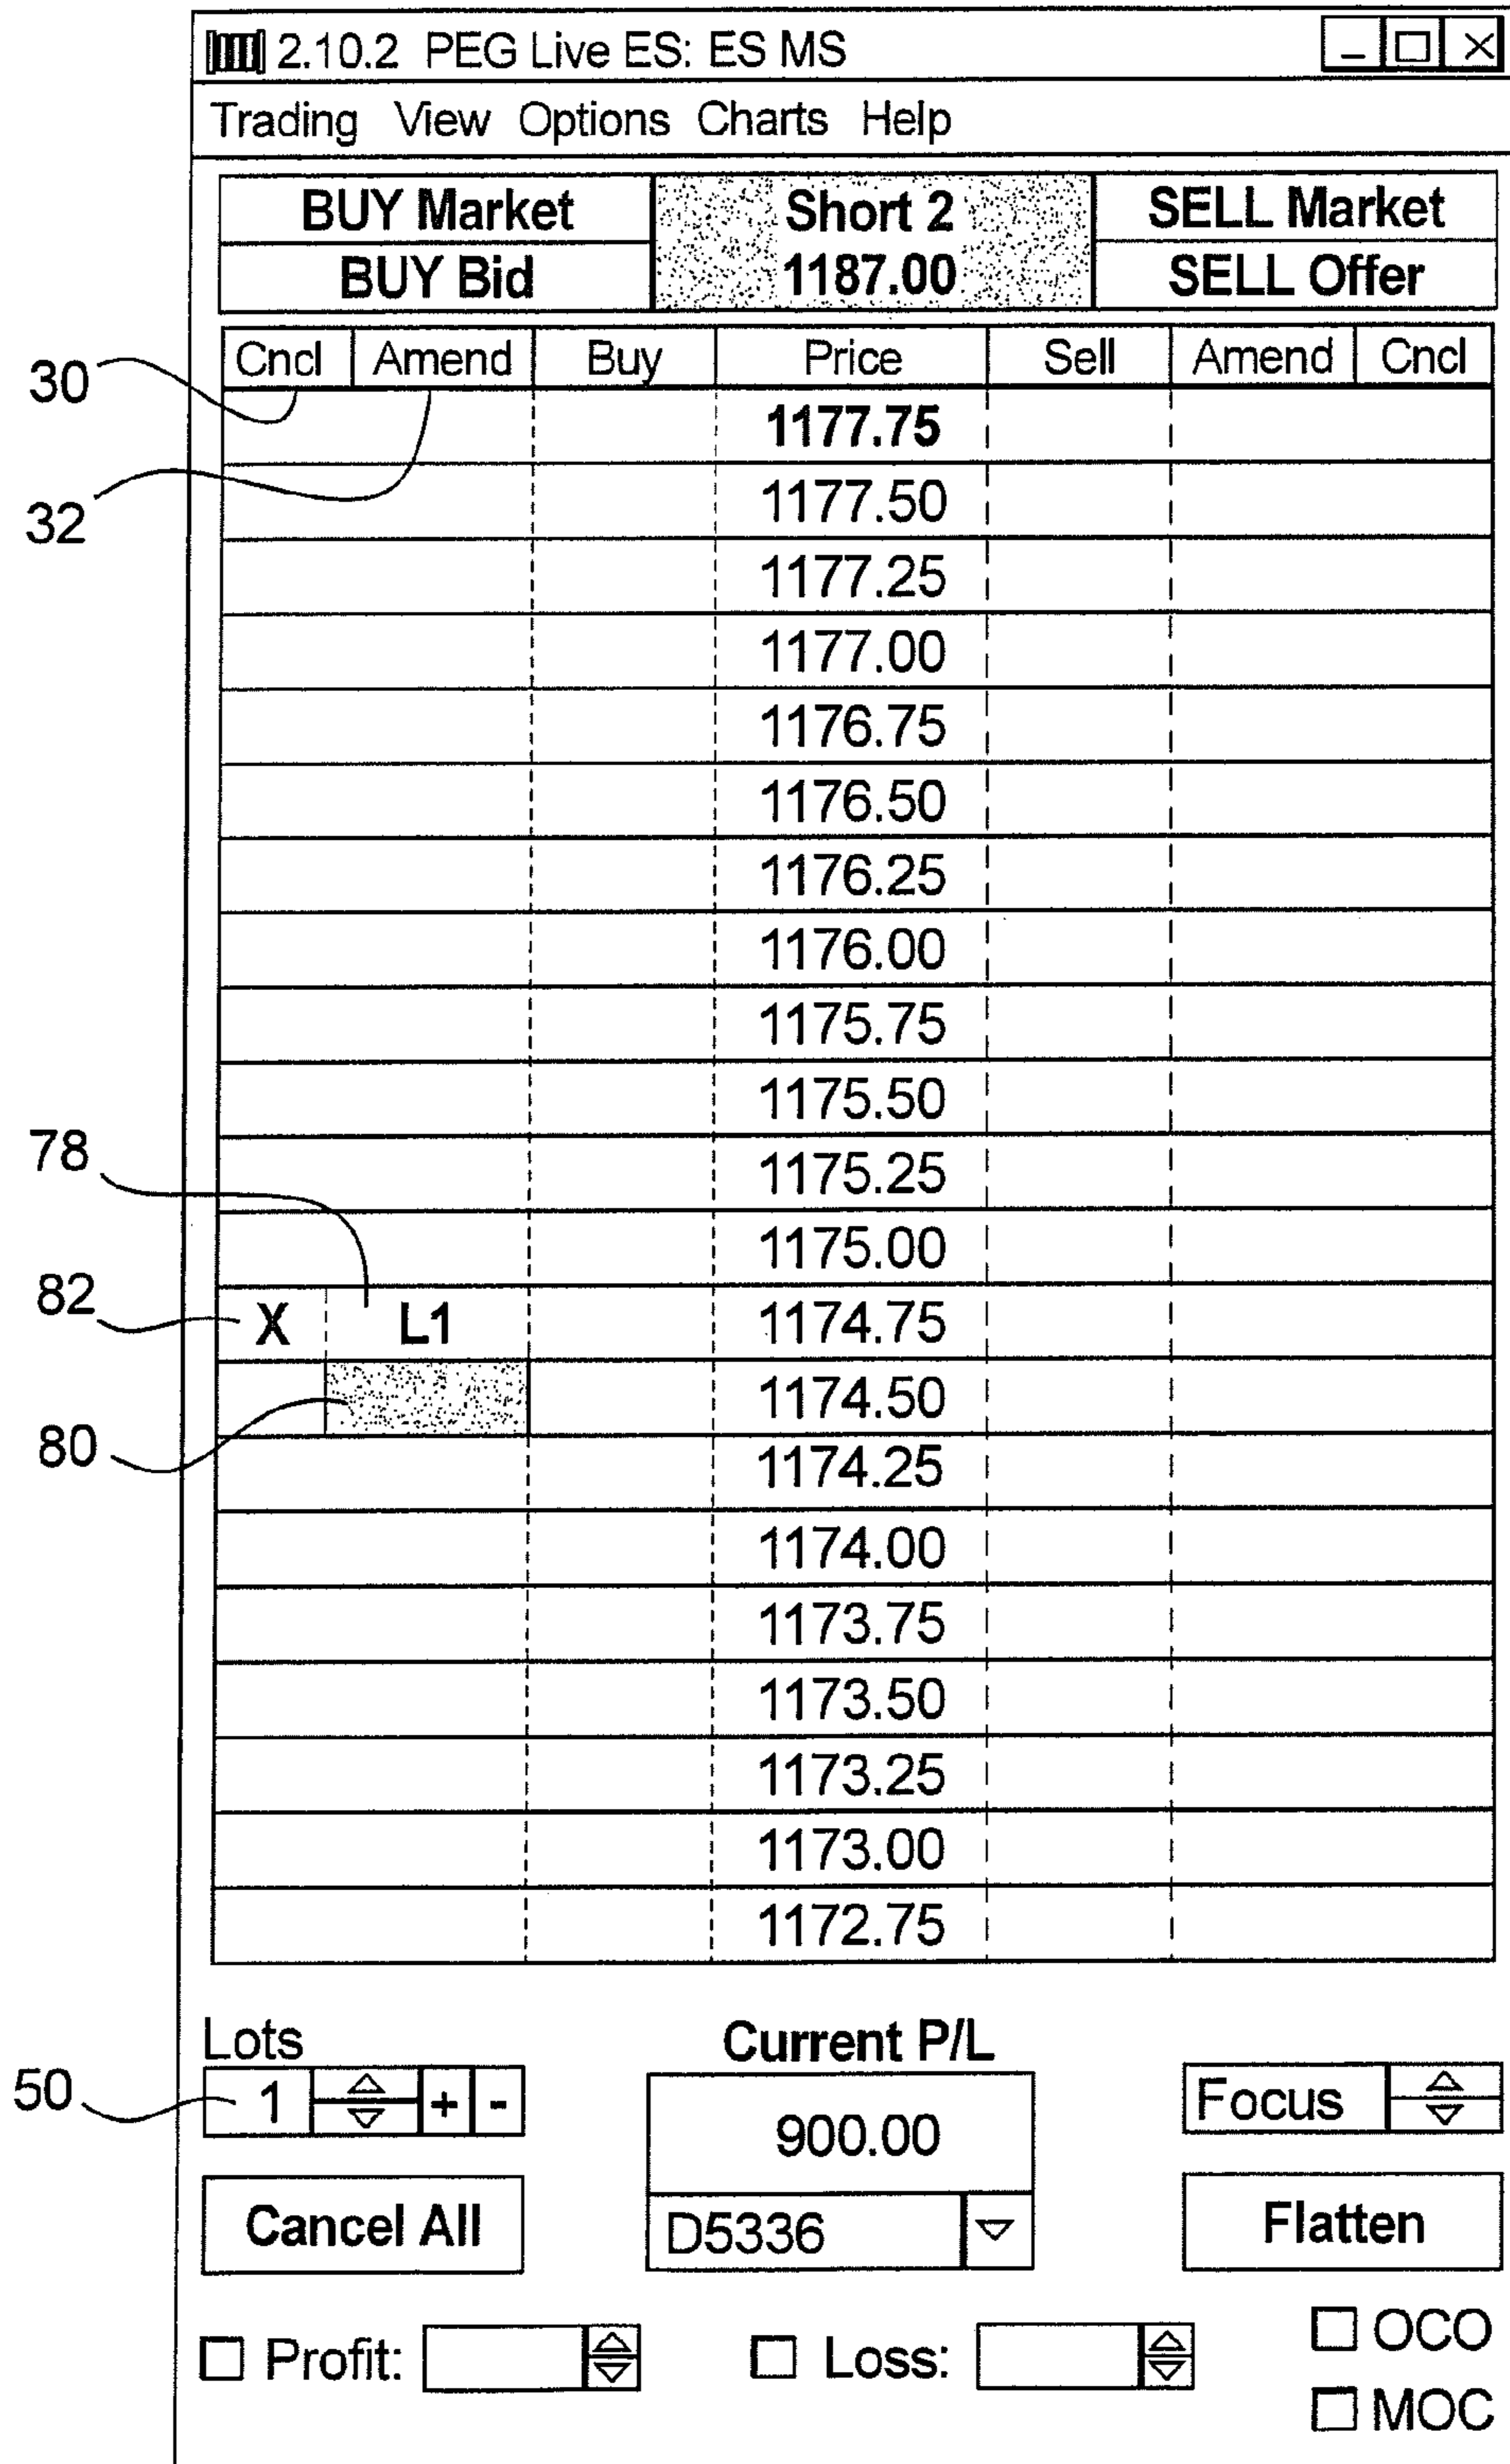 2.10.2 PEG Live ES: ES MS
Trading View Options Charts Help
BUY Market Short 2 SELL Market
BUY Bid 1187.00 SELL Offer
Cncl Amend Buy Price Sell Amend Cncl
30
1177.75
1177.50
32
1177.25
1177.00
1176.75
1176.50
1176.25
1176.00
1175.75
1175.50
78
1175.25
1175.00
82
X L1 1174.75
1174.50
80
1174.25
1174.00
1173.75
1173.50
1173.25
1173.00
1172.75
Lots Current P/L
50 1 + - Focus
900.00
Cancel All D5336 Flatten
OCO
Profit: Loss:
MOC